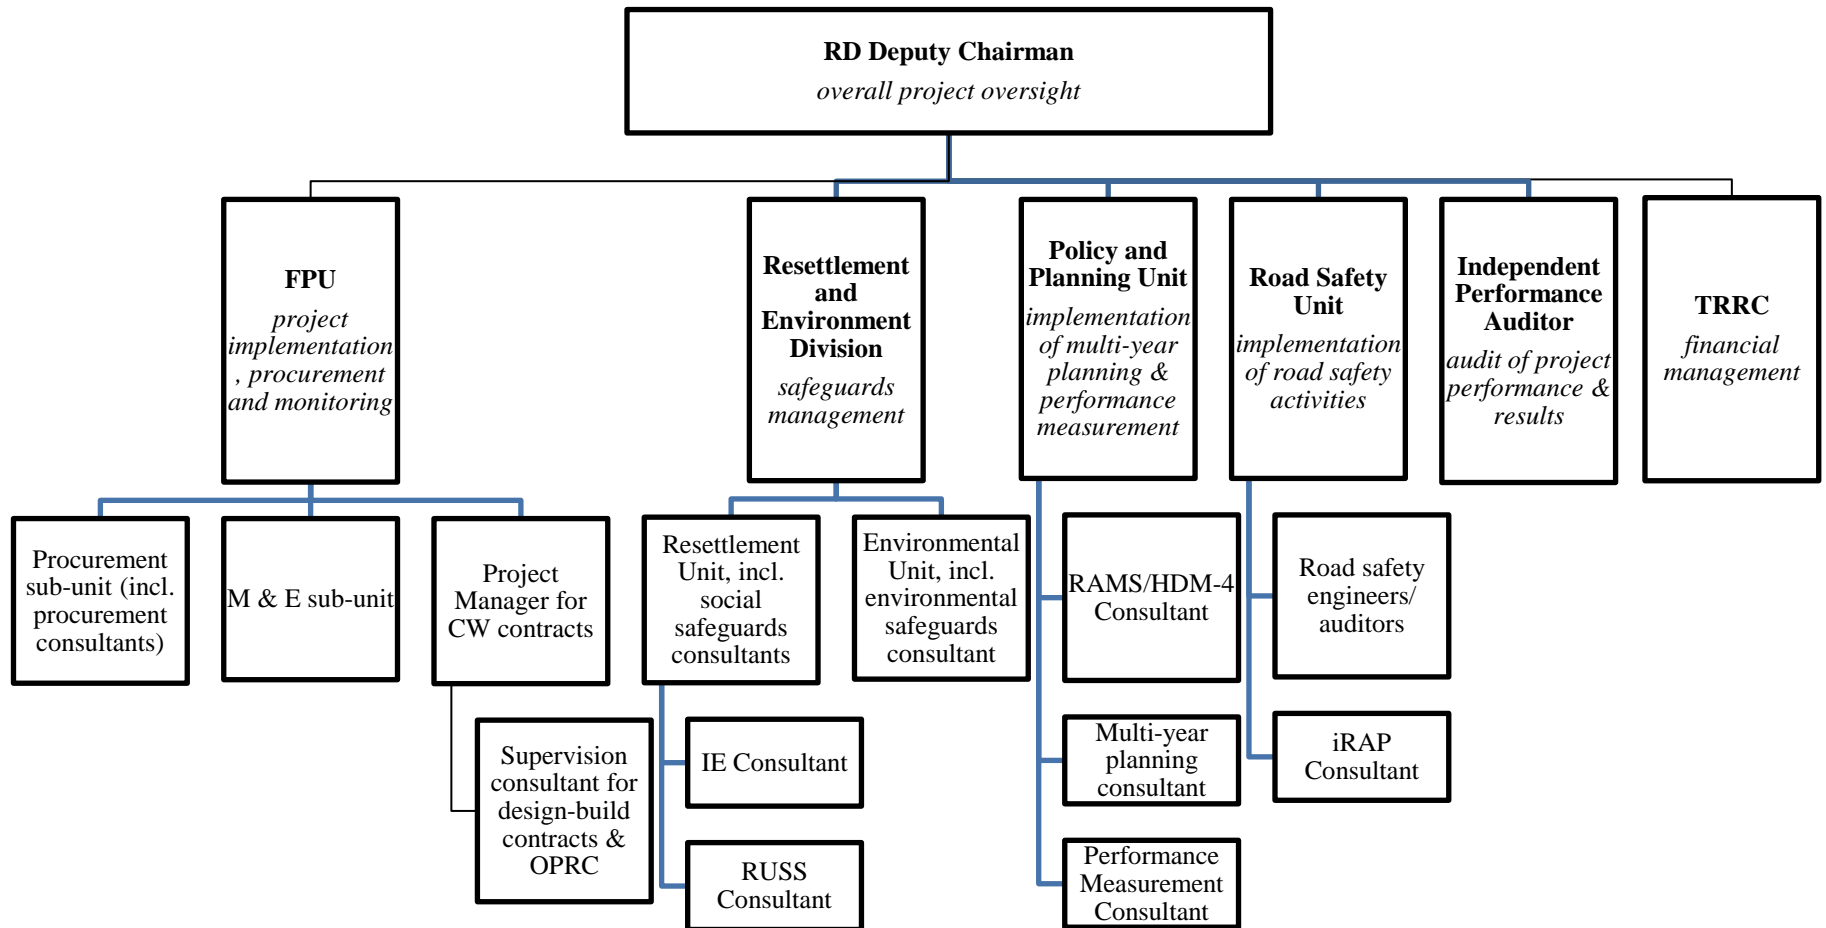 RD Deputy Chairman
overall project oversight
FPU
project
implementation
, procurement
and monitoring
Resettlement
and
Environment
Division
safeguards
management
Policy and
Planning Unit
implementation
of multi-year
planning &
performance
measurement
Road Safety
Unit
implementation
of road safety
activities
Independent
Performance
Auditor
audit of project
performance &
results
TRRC
financial
management
Procurement
sub-unit (incl.
procurement
consultants)
M & E sub-unit
Project
Manager for
CW contracts
Supervision
consultant for
design-build
contracts &
OPRC
Resettlement
Unit, incl.
social
safeguards
consultants
Environmental
Unit, incl.
environmental
safeguards
consultant
IE Consultant
RUSS
Consultant
RAMS/HDM-4
Consultant
Multi-year
planning
consultant
Performance
Measurement
Consultant
Road safety
engineers/
auditors
iRAP
Consultant